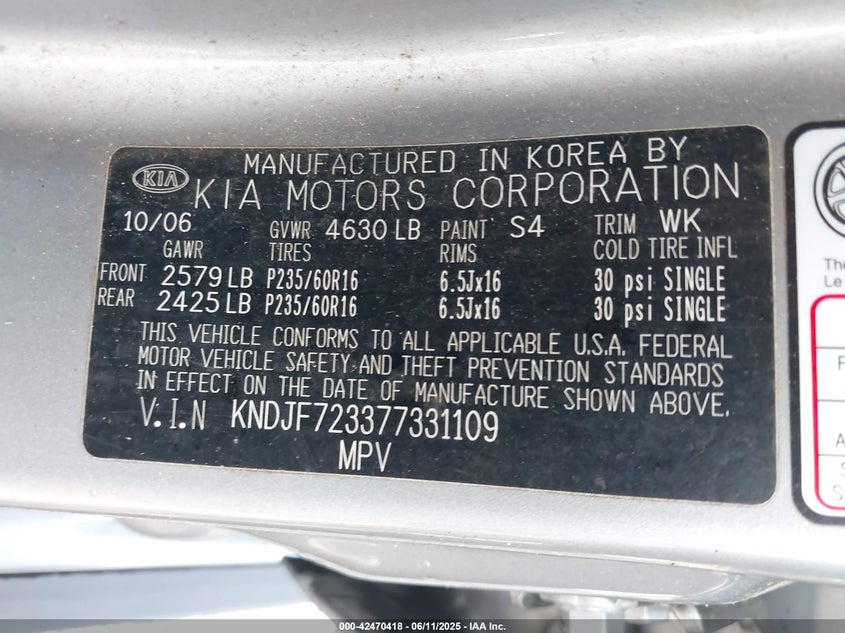 MANUFACTURED IN KOREA BY
KIA KIA MOTORS CORPORATION
10/06 GVWR 4630 LB PAINT S4 TRIM WK
GAWR TIRES RIMS COLD TIRE INFL
FRONT 2579 LB P235/60R16 6.5Jx16 30 psi SINGLE
REAR 2425 LB P235/60R16 6.5Jx16 30 psi SINGLE
THIS VEHICLE CONFORMS TO ALL APPLICABLE U.S.A. FEDERAL
MOTOR VEHICLE SAFETY AND THEFT PREVENTION STANDARDS
IN EFFECT ON THE DATE OF MANUFACTURE SHOWN ABOVE.
V.I.N KNDJF723377331109
MPV
The
Le
000-42470418 - 06/11/2025 - IAA Inc.